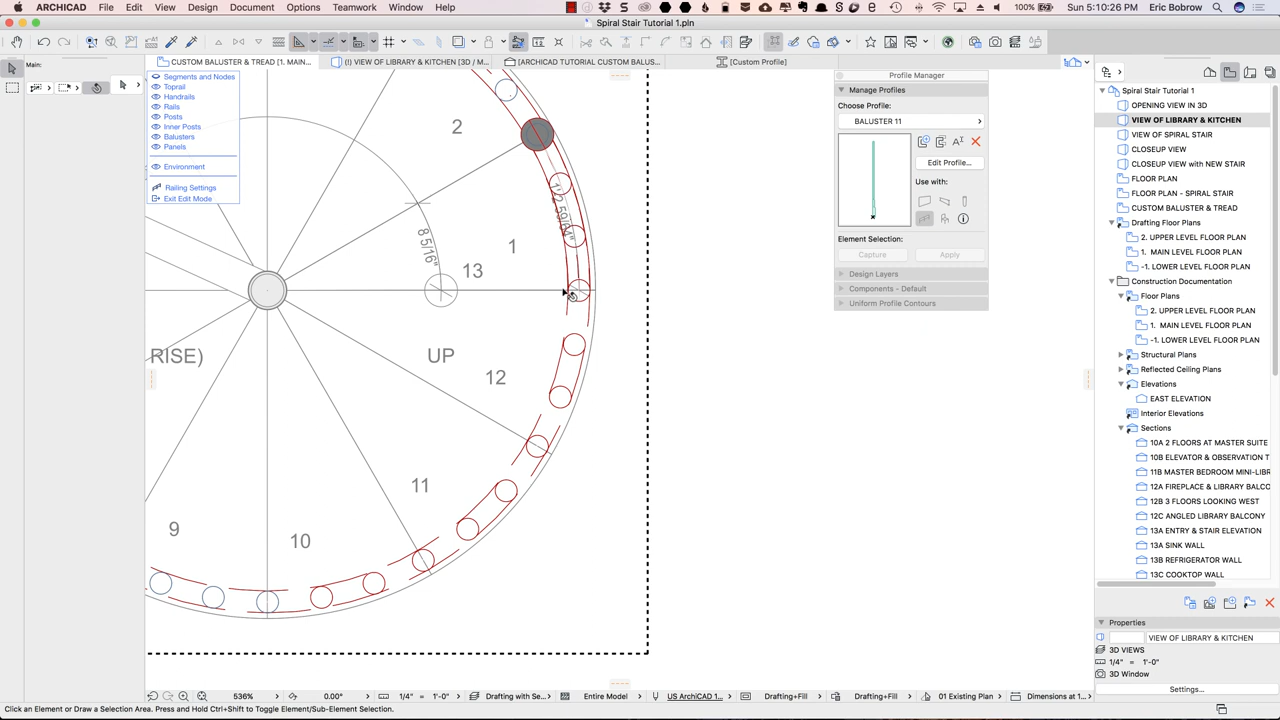 ARCHICAD File Edit View Design Document Options Teamwork Window Help
100% Sun 5:10:26 PM Eric Bobrow
Spiral Stair Tutorial 1.pln
Main:
CUSTOM BALUSTER & TREAD [1. MAIN...
(!) VIEW OF LIBRARY & KITCHEN [3D / M...
[ARCHICAD TUTORIAL CUSTOM BALUS...
[Custom Profile]
Segments and Nodes
Toprail
Handrails
Rails
Posts
Inner Posts
Balusters
Panels
Environment
Railing Settings
Exit Edit Mode
2
1
13
8 5/16"
1'-2 59/64"
UP
12
11
10
9
RISE)
Profile Manager
Manage Profiles
Choose Profile:
BALUSTER 11
Edit Profile...
Use with:
Element Selection:
Capture
Apply
Design Layers
Components - Default
Uniform Profile Contours
Spiral Stair Tutorial 1
OPENING VIEW IN 3D
VIEW OF LIBRARY & KITCHEN
VIEW OF SPIRAL STAIR
CLOSEUP VIEW
CLOSEUP VIEW with NEW STAIR
FLOOR PLAN
FLOOR PLAN - SPIRAL STAIR
CUSTOM BALUSTER & TREAD
Drafting Floor Plans
2. UPPER LEVEL FLOOR PLAN
1. MAIN LEVEL FLOOR PLAN
-1. LOWER LEVEL FLOOR PLAN
Construction Documentation
Floor Plans
2. UPPER LEVEL FLOOR PLAN
1. MAIN LEVEL FLOOR PLAN
-1. LOWER LEVEL FLOOR PLAN
Structural Plans
Reflected Ceiling Plans
Elevations
EAST ELEVATION
Interior Elevations
Sections
10A 2 FLOORS AT MASTER SUITE
10B ELEVATOR & OBSERVATION T
11B MASTER BEDROOM MINI-LIBR
12A FIREPLACE & LIBRARY BALCO
12B 3 FLOORS LOOKING WEST
12C ANGLED LIBRARY BALCONY
13A ENTRY & STAIR ELEVATION
13A SINK WALL
13B REFRIGERATOR WALL
13C COOKTOP WALL
Properties
VIEW OF LIBRARY & KITCHEN
3D VIEWS
1/4" = 1'-0"
3D Window
Settings...
536% 0.00° 1/4" = 1'-0" Drafting with Se... Entire Model US ArchiCAD 1... Drafting+Fill Drafting+Fill 01 Existing Plan Dimensions at 1...
Click an Element or Draw a Selection Area. Press and Hold Ctrl+Shift to Toggle Element/Sub-Element Selection.